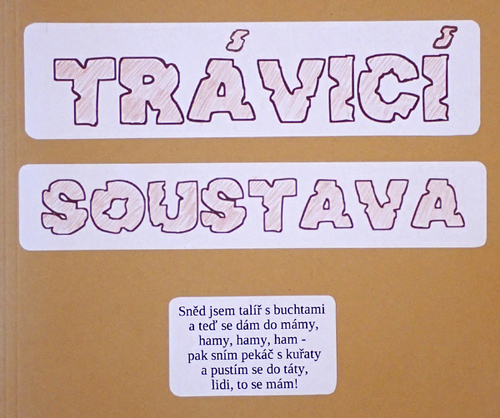 TRÁVICÍ
SOUSTAVA
Sněd jsem talíř s buchtami
a teď se dám do mámy,
hamy, hamy, ham -
pak sním pekáč s kuřaty
a pustím se do táty,
lidi, to se mám!